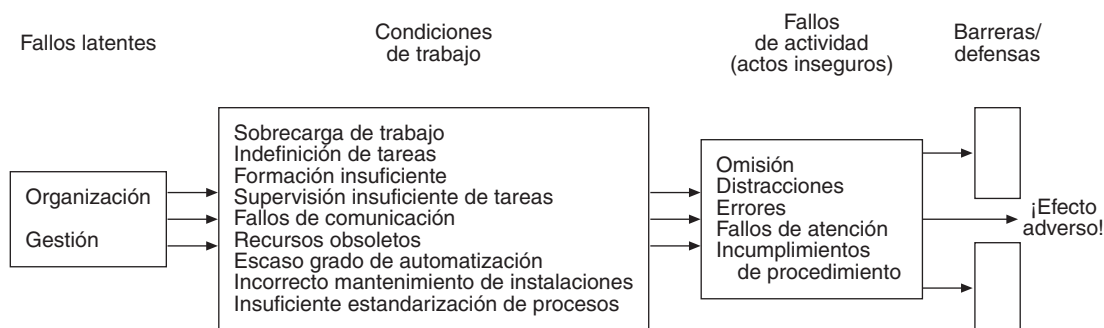 Fallos latentes
Condiciones
de trabajo
Fallos
de actividad
(actos inseguros)
Barreras/
defensas
Organización
Gestión
Sobrecarga de trabajo
Indefinición de tareas
Formación insuficiente
Supervisión insuficiente de tareas
Fallos de comunicación
Recursos obsoletos
Escaso grado de automatización
Incorrecto mantenimiento de instalaciones
Insuficiente estandarización de procesos
Omisión
Distracciones
Errores
Fallos de atención
Incumplimientos
de procedimiento
¡Efecto
adverso!